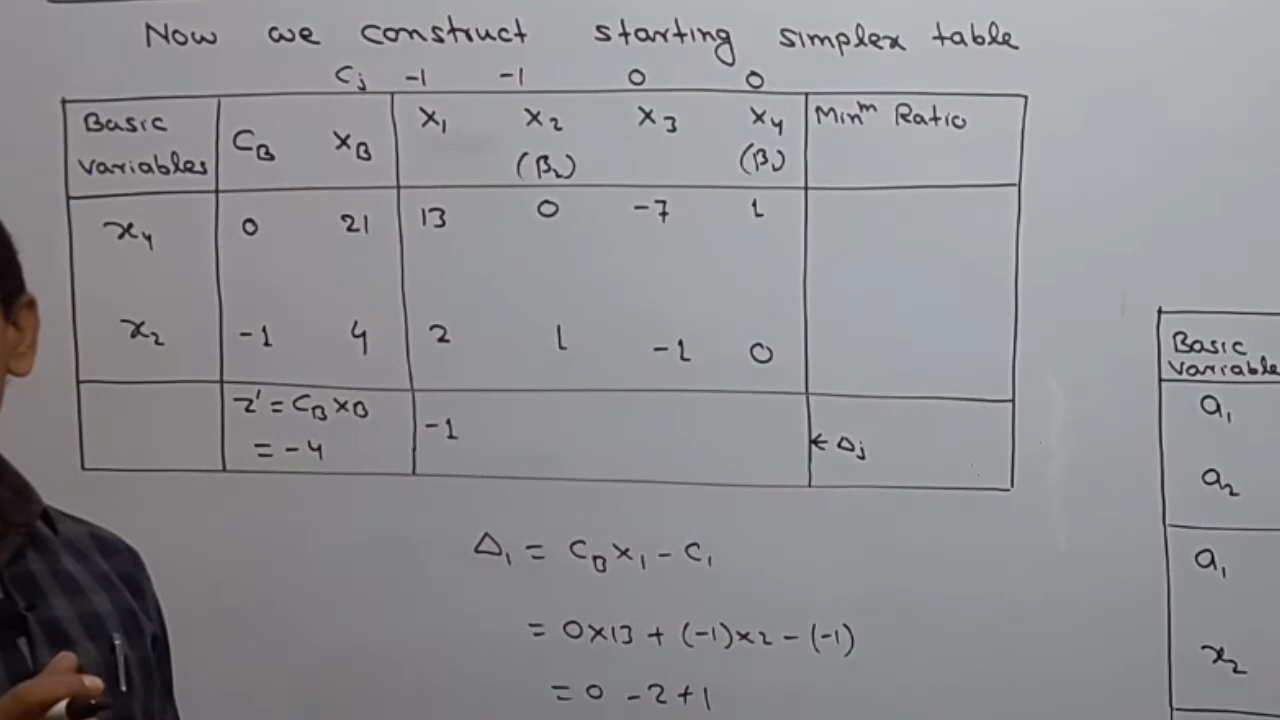 Now we construct starting simplex table
Cj -1 -1 0 0
Basic Variables CB XB X1 X2 (β2) X3 X4 (β1) Minᵐ Ratio
x4 0 21 13 0 -7 1
x2 -1 4 2 1 -1 0
z' = CB XB -1 ← Δj
= -4
Δ1 = CB X1 - C1
= 0×13 + (-1)×2 - (-1)
= 0 - 2 + 1
Basic
Variable
a1
a2
a1
x2